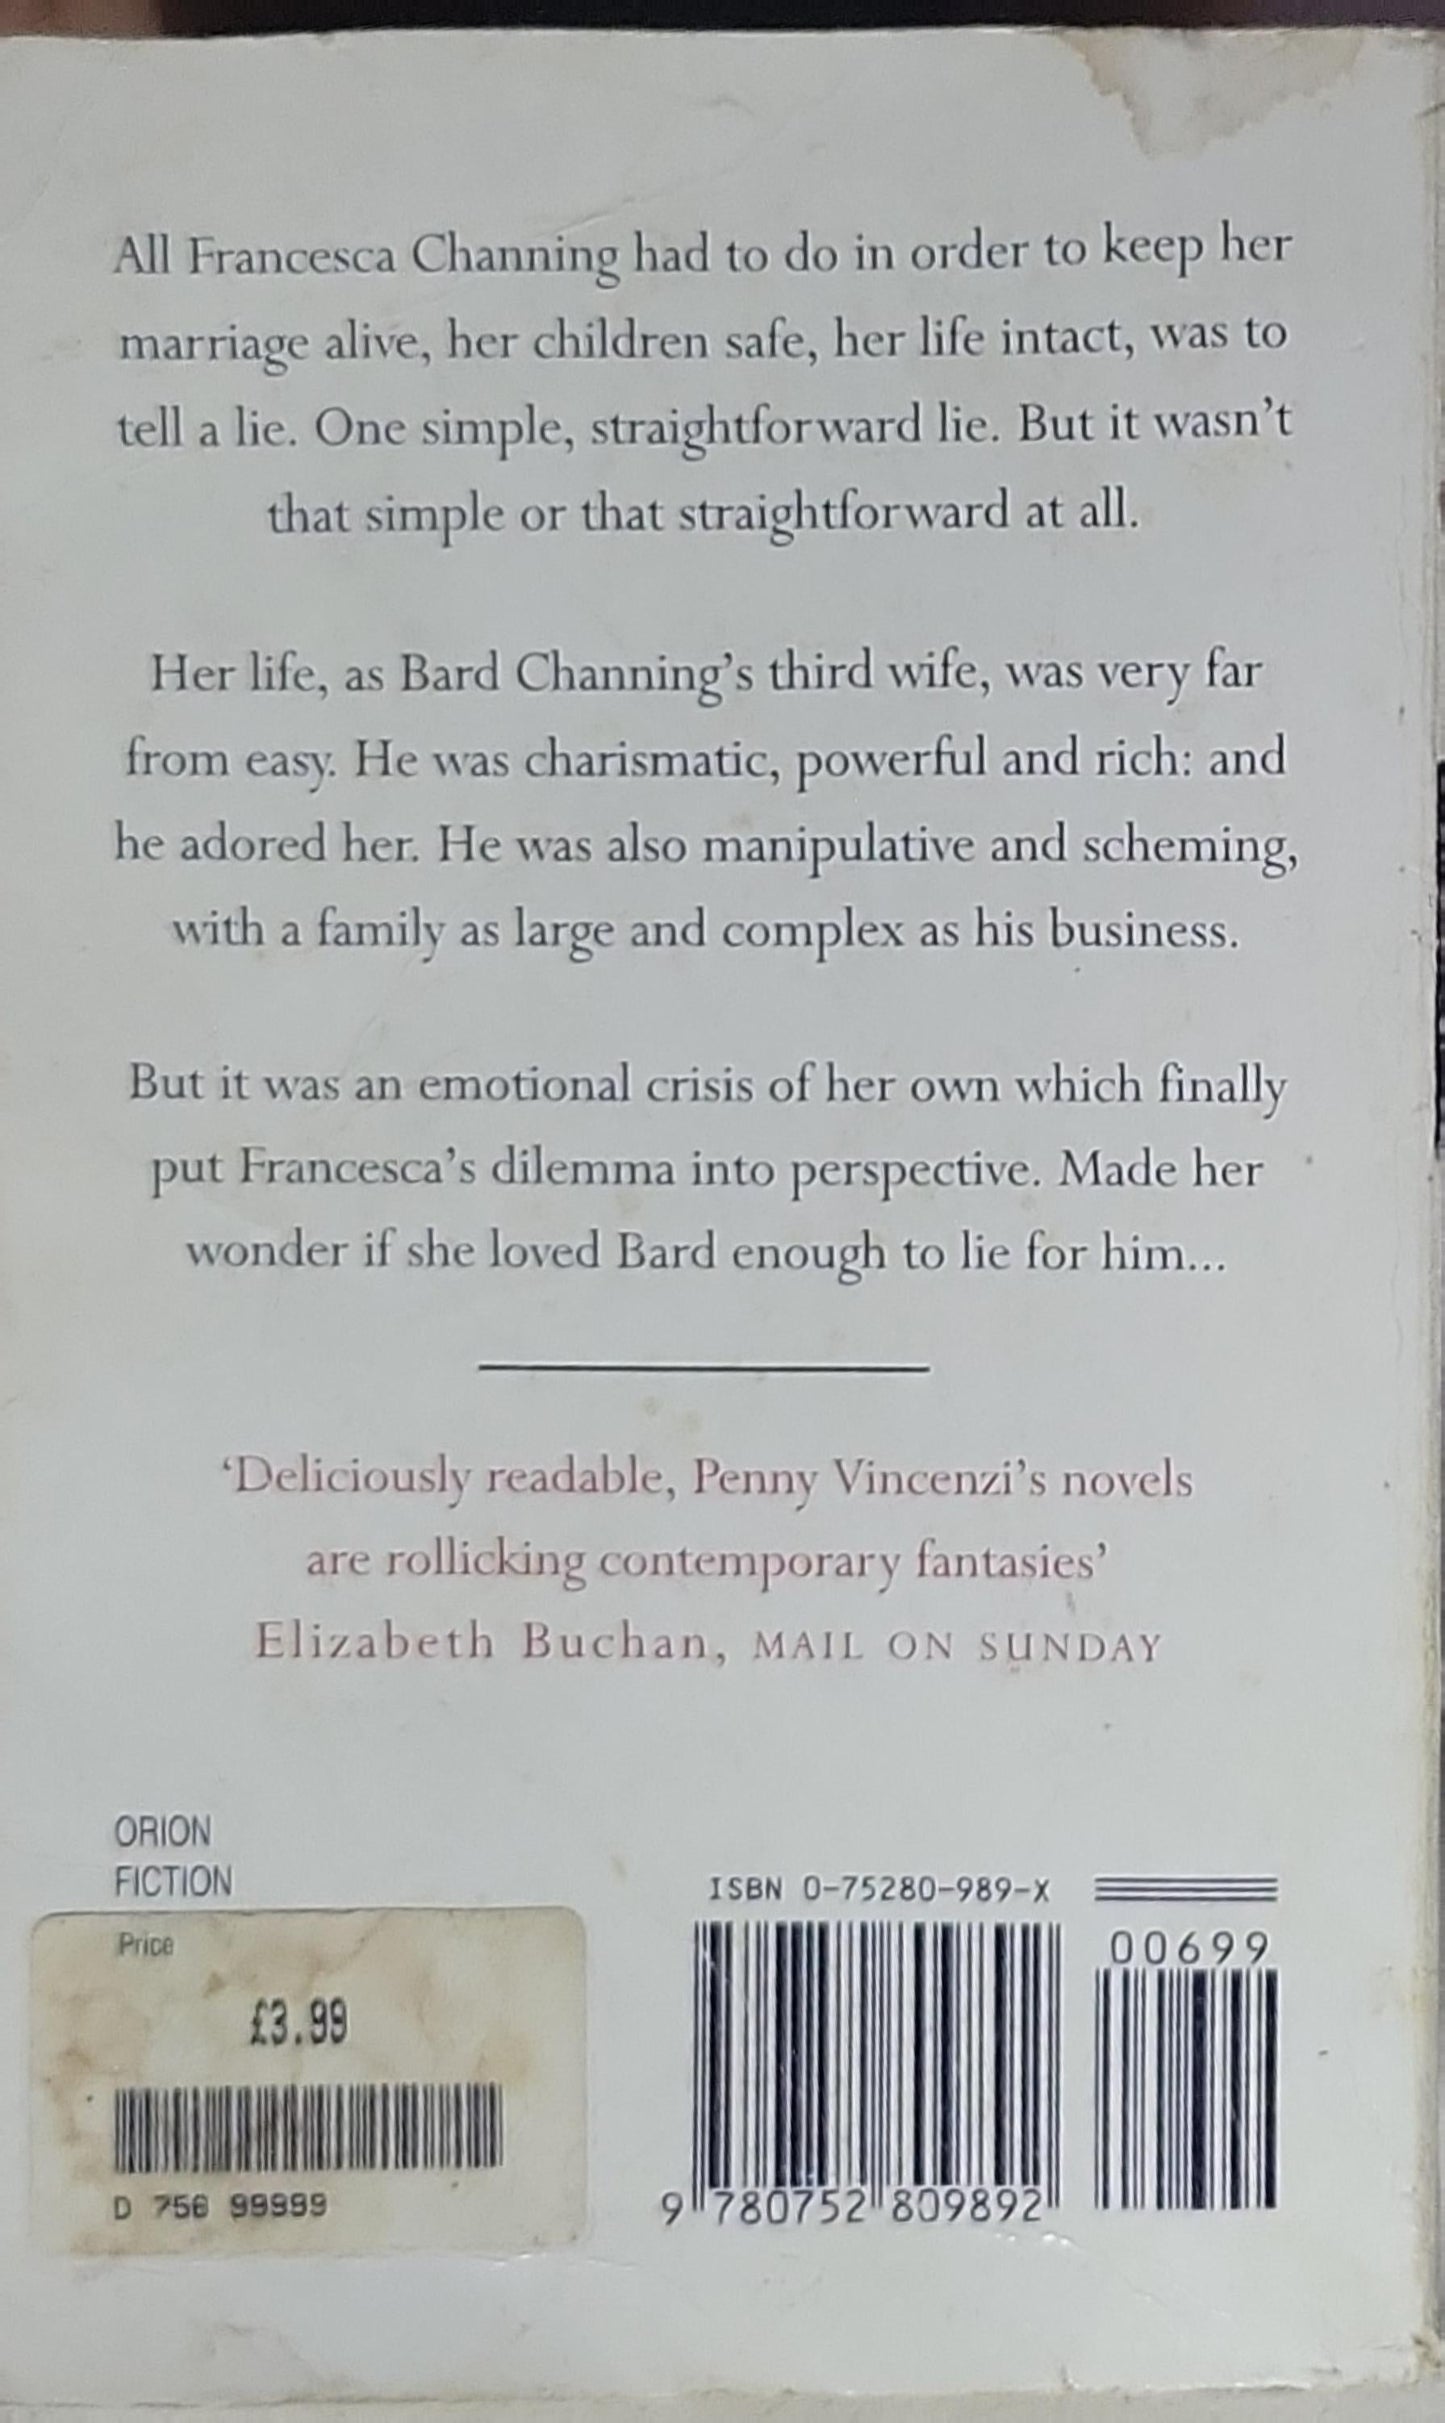 All Francesca Channing had to do in order to keep her
marriage alive, her children safe, her life intact, was to
tell a lie. One simple, straightforward lie. But it wasn't
that simple or that straightforward at all.
Her life, as Bard Channing's third wife, was very far
from easy. He was charismatic, powerful and rich: and
he adored her. He was also manipulative and scheming,
with a family as large and complex as his business.
But it was an emotional crisis of her own which finally
put Francesca's dilemma into perspective. Made her
wonder if she loved Bard enough to lie for him...
‘Deliciously readable, Penny Vincenzi’s novels
are rollicking contemporary fantasies’
Elizabeth Buchan, MAIL ON SUNDAY
ORION
FICTION
Price
£3.99
D 756 99999
ISBN 0-75280-989-X
00699
9 780752 809892